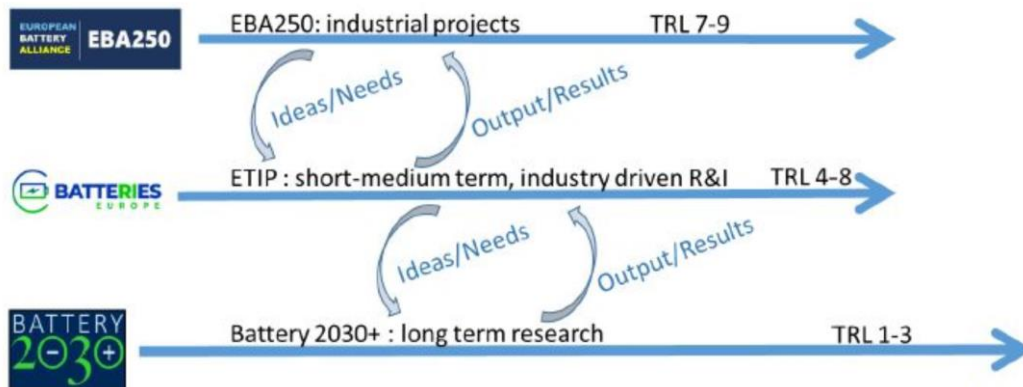 EUROPEAN
BATTERY
ALLIANCE
EBA250
EBA250: industrial projects TRL 7-9
Ideas/Needs
Output/Results
BATTERIES
EUROPE
ETIP : short-medium term, industry driven R&I TRL 4-8
Ideas/Needs
Output/Results
BATTERY
2030+
Battery 2030+ : long term research TRL 1-3